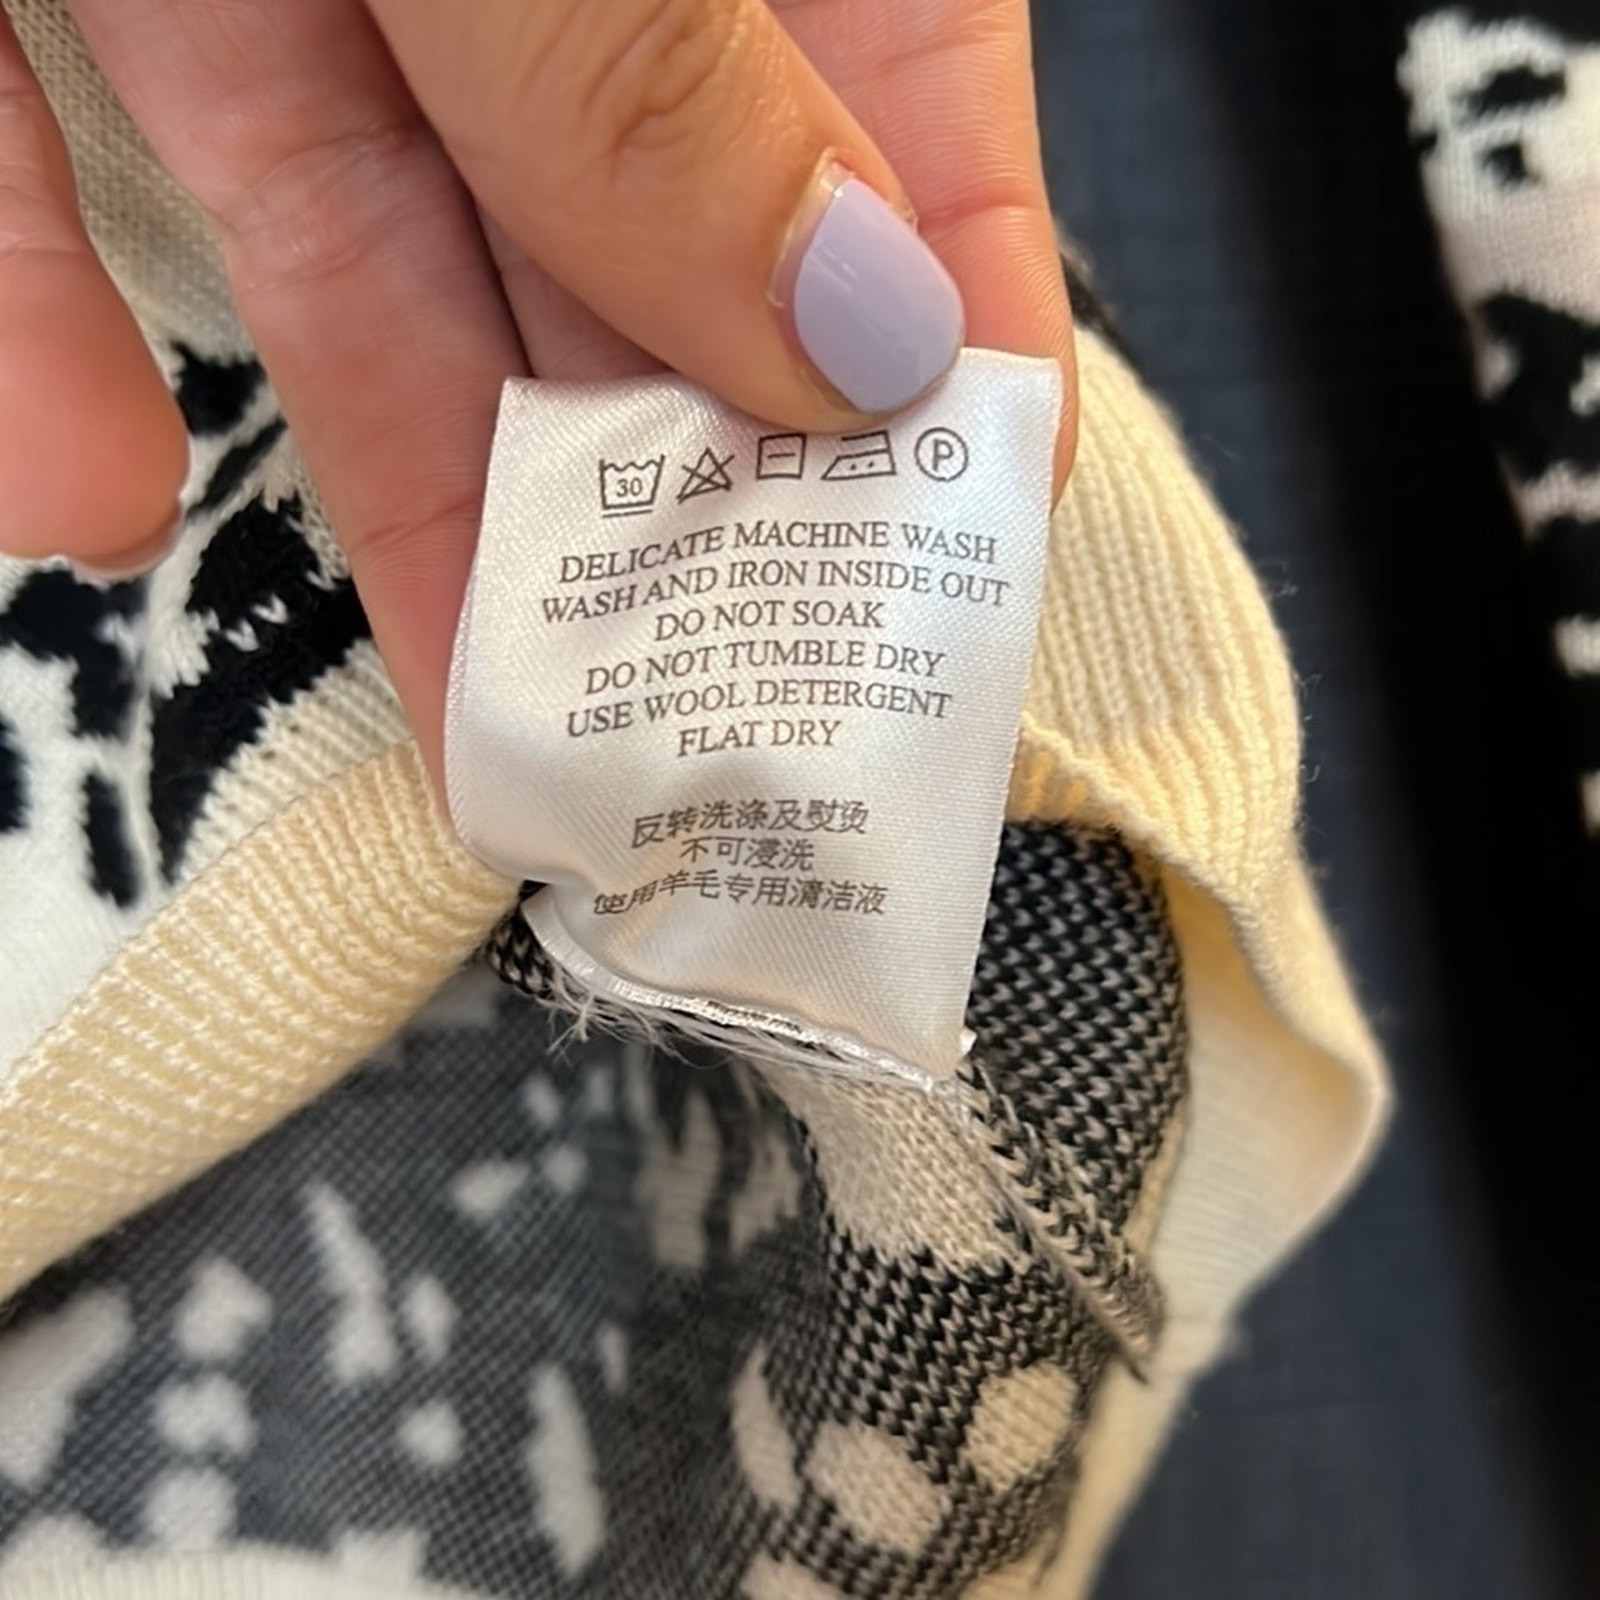 30 P
DELICATE MACHINE WASH
WASH AND IRON INSIDE OUT
DO NOT SOAK
DO NOT TUMBLE DRY
USE WOOL DETERGENT
FLAT DRY
反转洗涤及熨烫
不可浸洗
使用羊毛专用清洁液